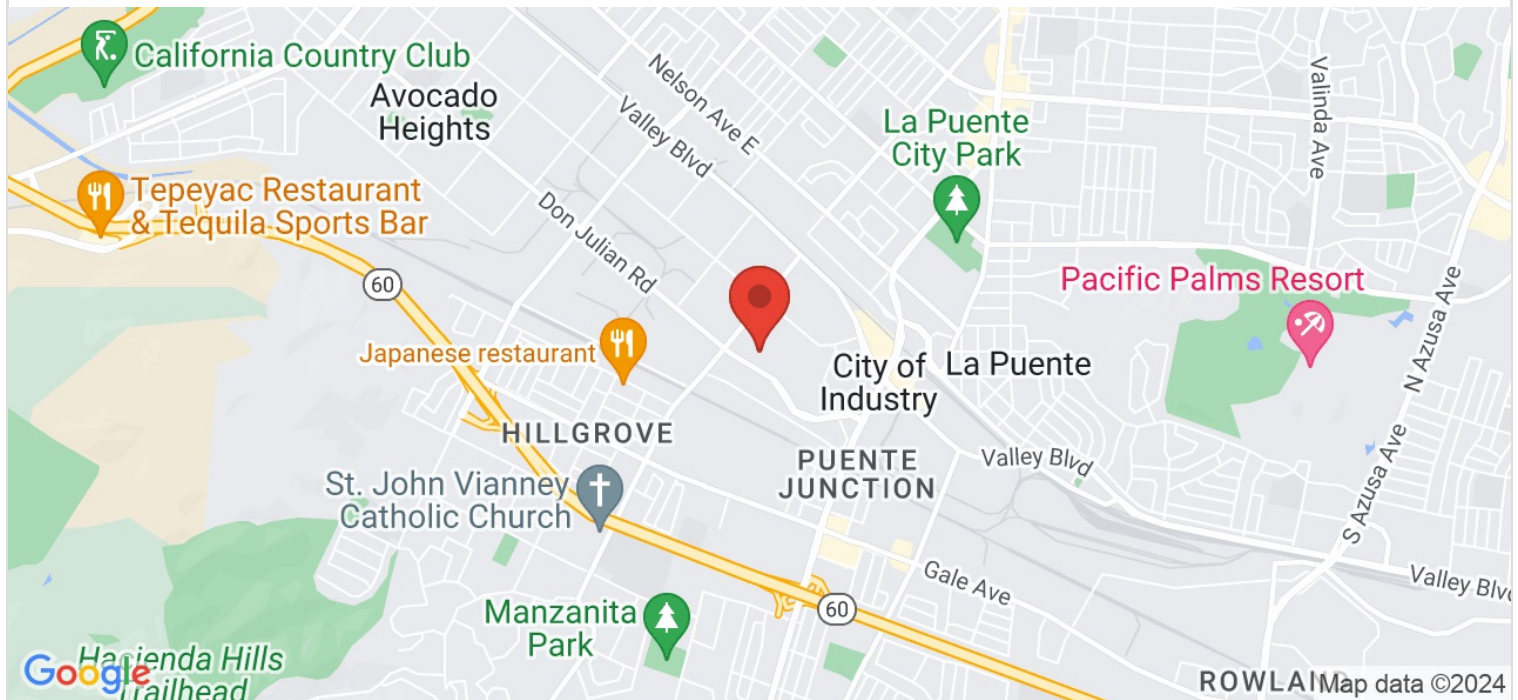 California Country Club
Avocado
Heights
Nelson Ave E
Valley Blvd
La Puente
City Park
Valinda Ave
Tepeyac Restaurant
& Tequila Sports Bar
Don Julian Rd
60
Pacific Palms Resort
N Azusa Ave
Japanese restaurant
City of
Industry
La Puente
HILLGROVE
PUENTE
JUNCTION
Valley Blvd
St. John Vianney
Catholic Church
S Azusa Ave
Gale Ave
Valley Blv
Manzanita
Park
60
Hacienda Hills
Trailhead
Google
ROWLAN
Map data ©2024